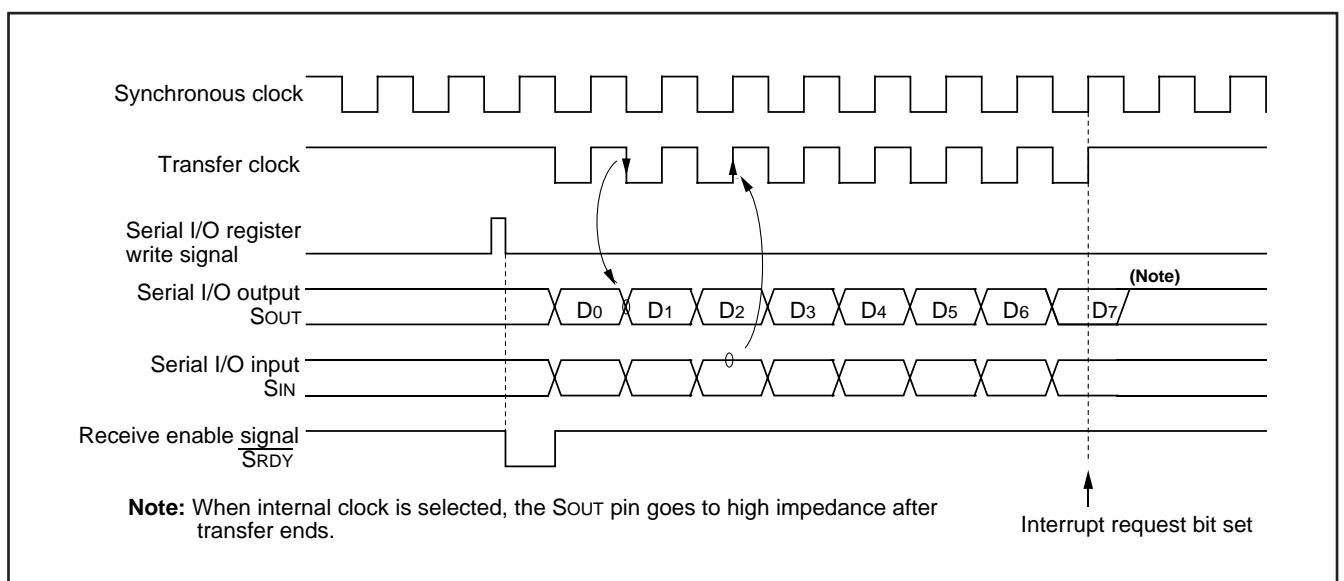 Synchronous clock
Transfer clock
Serial I/O register
write signal
Serial I/O output
SOUT
(Note)
D0 D1 D2 D3 D4 D5 D6 D7
Serial I/O input
SIN
Receive enable signal
SRDY
Note: When internal clock is selected, the SOUT pin goes to high impedance after
transfer ends.
Interrupt request bit set